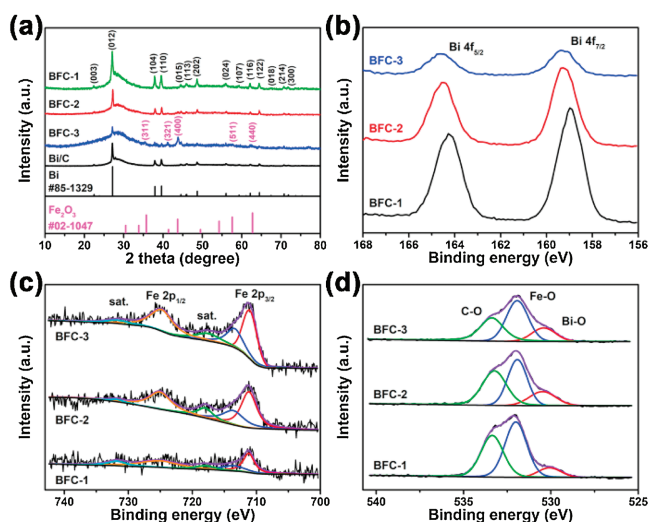 (a)
(012)
(003)
(104)
(110)
(015)
(113)
(202)
(024)
(107)
(116)
(122)
(018)
(214)
(300)
BFC-1
BFC-2
BFC-3
(311)
(321)
(400)
(511)
(440)
Bi/C
Bi
#85-1329
Fe₂O₃
#02-1047
Intensity (a.u.)
10 20 30 40 50 60 70 80
2 theta (degree)
(b)
Bi 4f5/2
Bi 4f7/2
BFC-3
BFC-2
BFC-1
Intensity (a.u.)
168 166 164 162 160 158 156
Binding energy (eV)
(c)
sat.
Fe 2p1/2
sat.
Fe 2p3/2
BFC-3
BFC-2
BFC-1
Intensity (a.u.)
740 730 720 710 700
Binding energy (eV)
(d)
C-O
Fe-O
Bi-O
BFC-3
BFC-2
BFC-1
Intensity (a.u.)
540 535 530 525
Binding energy (eV)